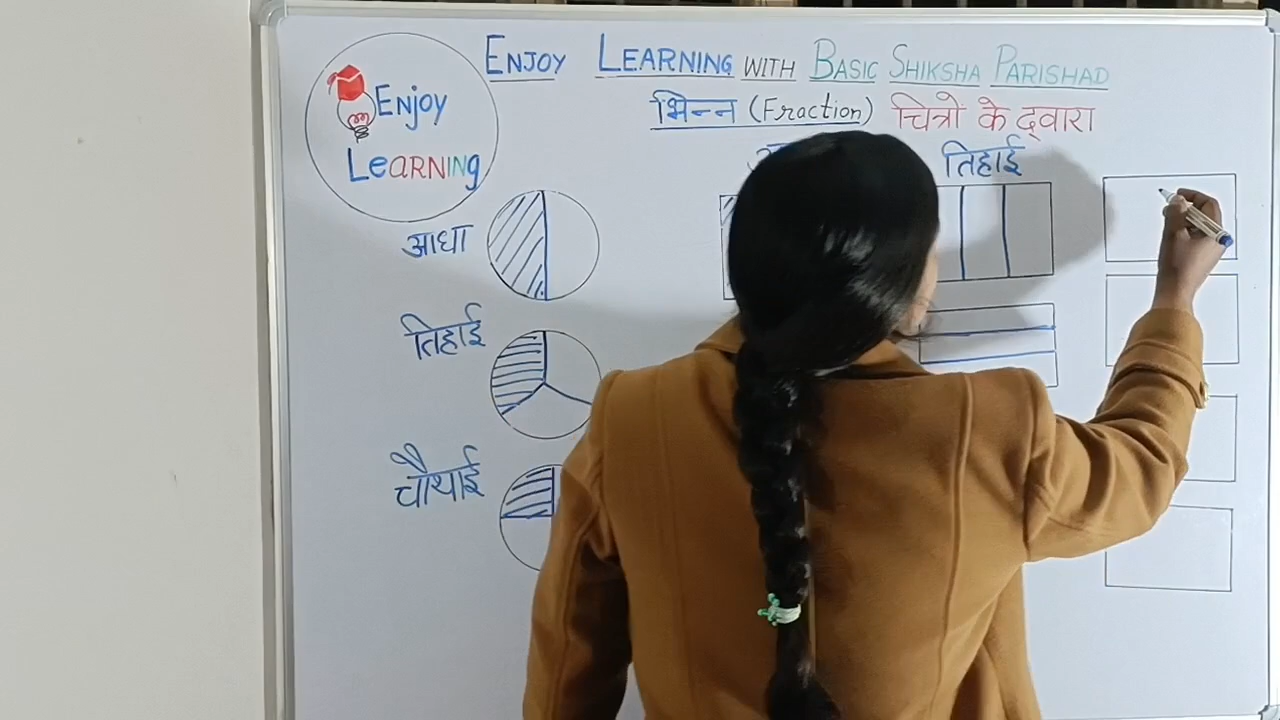 ENJOY LEARNING WITH BASIC SHIKSHA PARISHAD
भिन्न (Fraction) चित्रों के द्वारा
Enjoy
LeARNINg
तिहाई
आधा
तिहाई
चौथाई